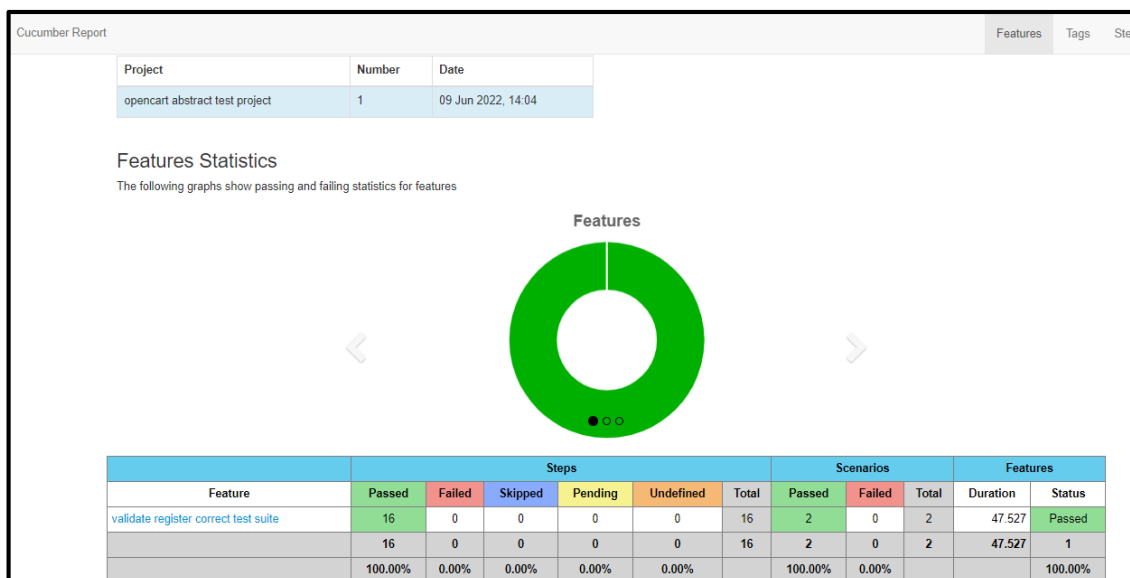 Cucumber Report Features Tags Ste
Project Number Date
opencart abstract test project 1 09 Jun 2022, 14:04
Features Statistics
The following graphs show passing and failing statistics for features
Features
Steps Scenarios Features
Feature Passed Failed Skipped Pending Undefined Total Passed Failed Total Duration Status
validate register correct test suite 16 0 0 0 0 16 2 0 2 47.527 Passed
16 0 0 0 0 16 2 0 2 47.527 1
100.00% 0.00% 0.00% 0.00% 0.00% 100.00% 0.00% 100.00%